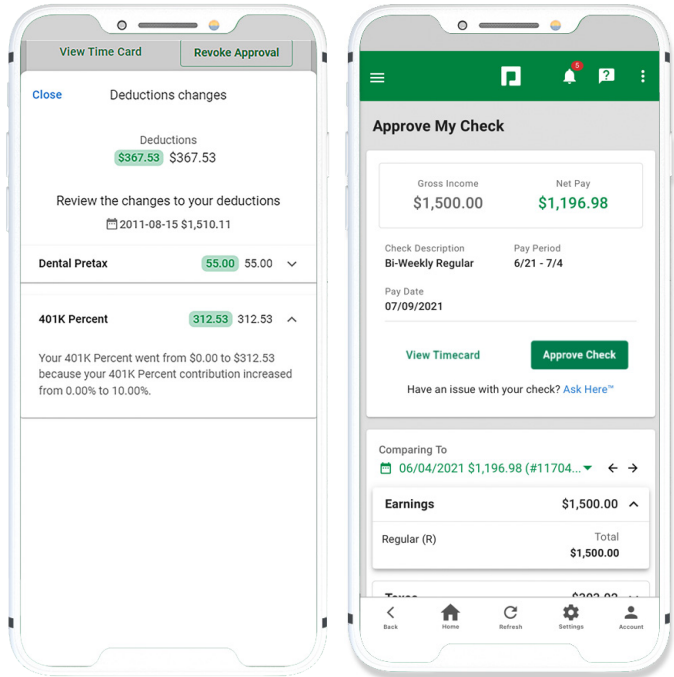 View Time Card
Revoke Approval
Close
Deductions changes
Deductions
$367.53 $367.53
Review the changes to your deductions
2011-08-15 $1,510.11
Dental Pretax
55.00 55.00
401K Percent
312.53 312.53
Your 401K Percent went from $0.00 to $312.53
because your 401K Percent contribution increased
from 0.00% to 10.00%.
5
?
Approve My Check
Gross Income
Net Pay
$1,500.00
$1,196.98
Check Description
Pay Period
Bi-Weekly Regular
6/21 - 7/4
Pay Date
07/09/2021
View Timecard
Approve Check
Have an issue with your check? Ask Here™
Comparing To
06/04/2021 $1,196.98 (#11704...
Earnings
$1,500.00
Regular (R)
Total
$1,500.00
Back
Home
Refresh
Settings
Account